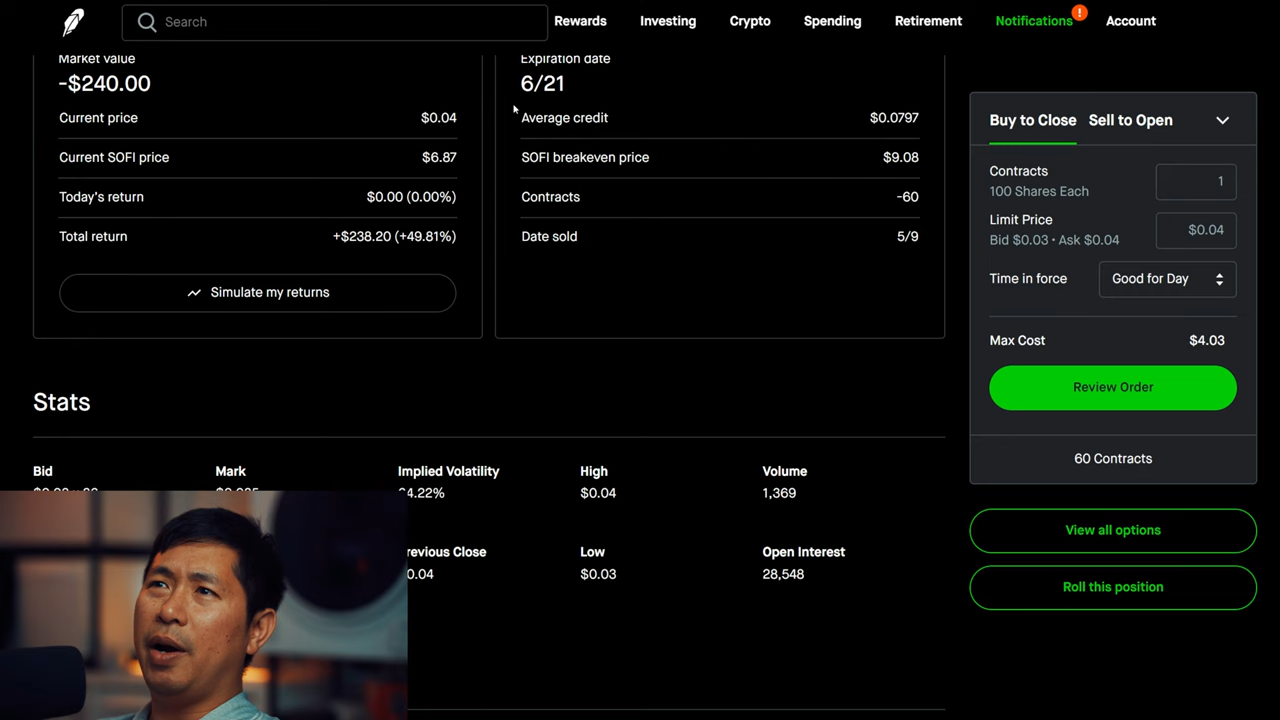 Search
Rewards
Investing
Crypto
Spending
Retirement
Notifications
!
Account
Market value
-$240.00
Current price $0.04
Current SOFI price $6.87
Today's return $0.00 (0.00%)
Total return +$238.20 (+49.81%)
Simulate my returns
Expiration date
6/21
Average credit $0.0797
SOFI breakeven price $9.08
Contracts -60
Date sold 5/9
Buy to Close Sell to Open
Contracts
100 Shares Each
1
Limit Price
Bid $0.03 • Ask $0.04
$0.04
Time in force Good for Day
Max Cost $4.03
Review Order
60 Contracts
View all options
Roll this position
Stats
Bid Mark Implied Volatility High Volume
$0.04 1,369
Close Low Open Interest
$0.03 28,548